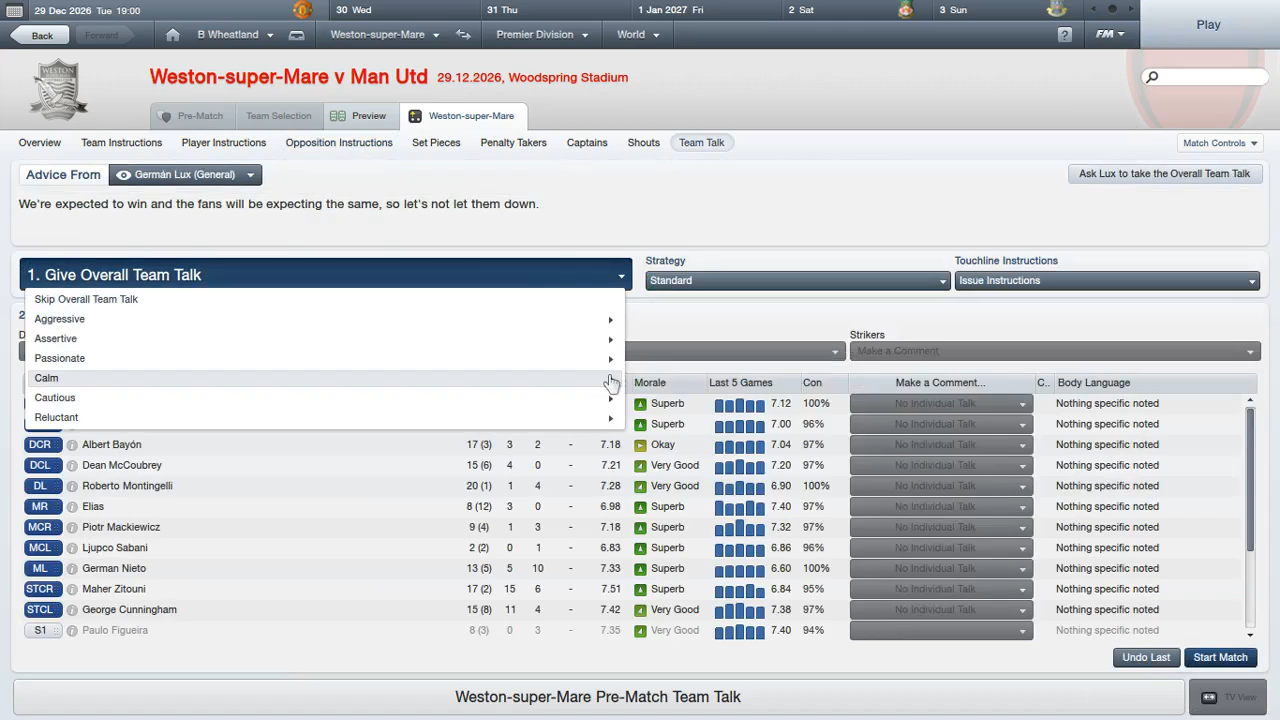 29 Dec 2026 Tue 19:00
30 Wed
31 Thu
1 Jan 2027 Fri
2 Sat
3 Sun
Play
Back
Forward
B Wheatland
Weston-super-Mare
Premier Division
World
?
FM
WESTON
Weston-super-Mare v Man Utd
29.12.2026, Woodspring Stadium
Pre-Match
Team Selection
Preview
Weston-super-Mare
Overview
Team Instructions
Player Instructions
Opposition Instructions
Set Pieces
Penalty Takers
Captains
Shouts
Team Talk
Match Controls
Advice From
Germán Lux (General)
Ask Lux to take the Overall Team Talk
We're expected to win and the fans will be expecting the same, so let's not let them down.
1. Give Overall Team Talk
Strategy
Standard
Touchline Instructions
Issue Instructions
Skip Overall Team Talk
Aggressive
Assertive
Passionate
Calm
Cautious
Reluctant
2
D
Strikers
Make a Comment
Morale Last 5 Games Con Make a Comment... C.. Body Language
Superb 7.12 100% No Individual Talk Nothing specific noted
Superb 7.00 96% No Individual Talk Nothing specific noted
DCR Albert Bayón 17 (3) 3 2 - 7.18 Okay 7.04 97% No Individual Talk Nothing specific noted
DCL Dean McCoubrey 15 (6) 4 0 - 7.21 Very Good 7.20 97% No Individual Talk Nothing specific noted
DL Roberto Montingelli 20 (1) 1 4 - 7.28 Very Good 6.90 100% No Individual Talk Nothing specific noted
MR Elias 8 (12) 3 0 - 6.98 Superb 7.40 97% No Individual Talk Nothing specific noted
MCR Piotr Mackiewicz 9 (4) 1 3 - 7.18 Superb 7.32 97% No Individual Talk Nothing specific noted
MCL Ljupco Sabani 2 (2) 0 1 - 6.83 Superb 6.86 96% No Individual Talk Nothing specific noted
ML German Nieto 13 (5) 5 10 - 7.33 Superb 6.60 100% No Individual Talk Nothing specific noted
STCR Maher Zitouni 17 (2) 15 6 - 7.51 Superb 6.84 95% No Individual Talk Nothing specific noted
STCL George Cunningham 15 (8) 11 4 - 7.42 Very Good 7.38 97% No Individual Talk Nothing specific noted
S1 Paulo Figueira 8 (3) 0 3 - 7.35 Very Good 7.40 94% Nothing specific noted
Undo Last
Start Match
Weston-super-Mare Pre-Match Team Talk
TV View